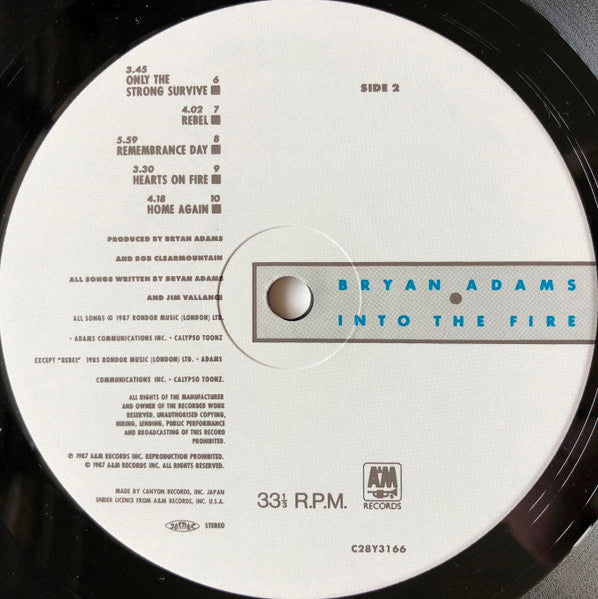 3.45
ONLY THE 6
STRONG SURVIVE
4.02 7
REBEL
5.59 8
REMEMBRANCE DAY
3.30 9
HEARTS ON FIRE
4.18 10
HOME AGAIN
SIDE 2
PRODUCED BY BRYAN ADAMS
AND BOB CLEARMOUNTAIN
ALL SONGS WRITTEN BY BRYAN ADAMS
AND JIM VALLANCE
ALL SONGS © 1987 RONDOR MUSIC (LONDON) LTD.
• ADAMS COMMUNICATIONS INC. • CALYPSO TOONZ
EXCEPT "REBEL" 1985 RONDOR MUSIC (LONDON) LTD. • ADAMS
COMMUNICATIONS INC. • CALYPSO TOONZ.
ALL RIGHTS OF THE MANUFACTURER
AND OWNER OF THE RECORDED WORK
RESERVED. UNAUTHORISED COPYING,
HIRING, LENDING, PUBLIC PERFORMANCE
AND BROADCASTING OF THIS RECORD
PROHIBITED.
℗ 1987 A&M RECORDS INC. REPRODUCTION PROHIBITED.
© 1987 A&M RECORDS INC. ALL RIGHTS RESERVED.
MADE BY CANYON RECORDS, INC. JAPAN
UNDER LICENCE FROM A&M RECORDS, INC. U.S.A.
JASRAC STEREO
BRYAN ADAMS
INTO THE FIRE
33⅓ R.P.M.
A&M
RECORDS
C28Y3166